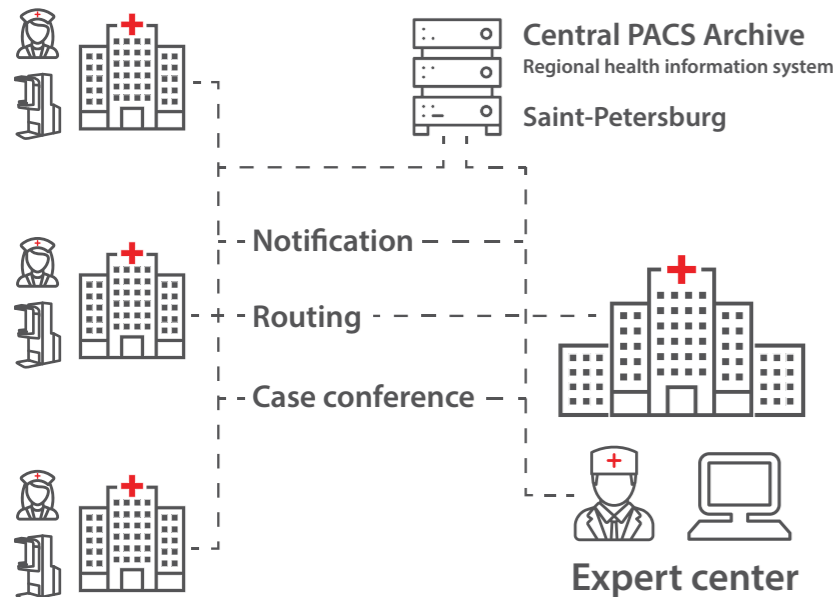 Central PACS Archive
Regional health information system
Saint-Petersburg
Notification
Routing
Case conference
Expert center